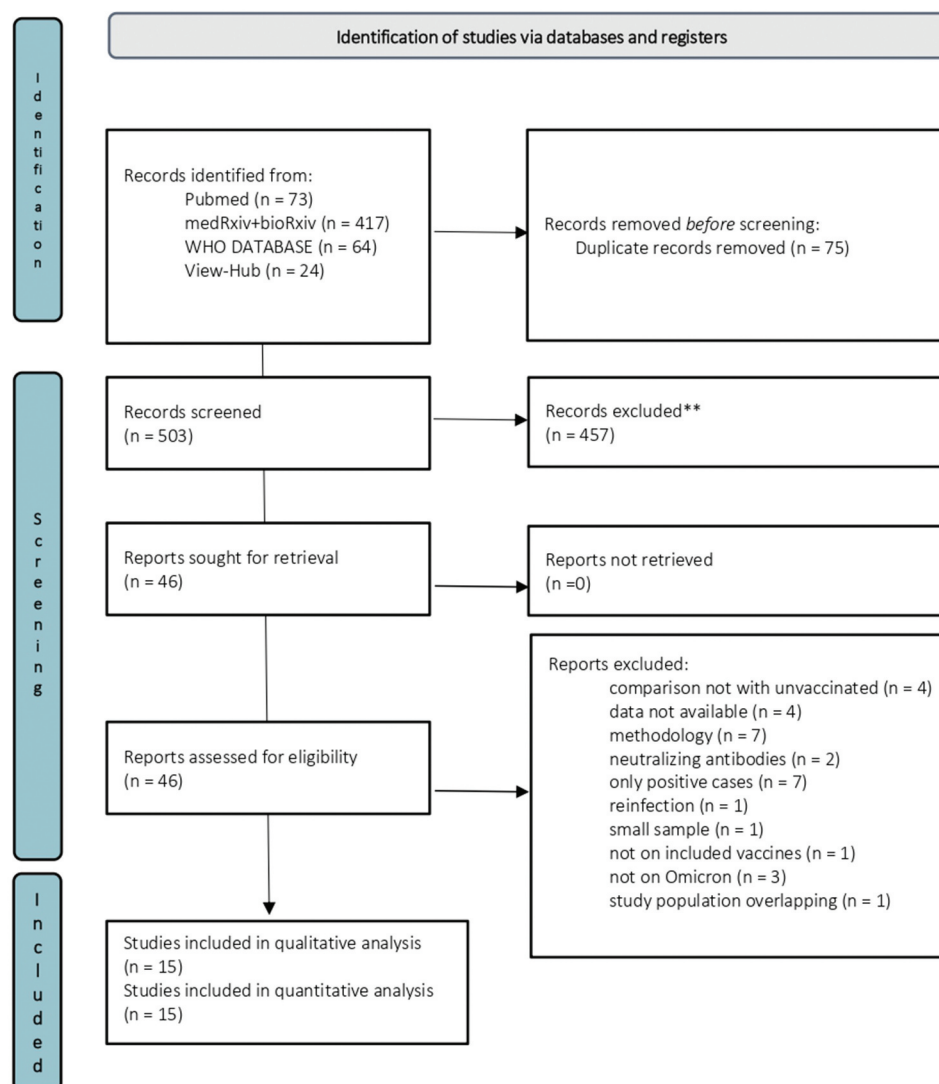 Identification of studies via databases and registers
Identification
Records identified from:
Pubmed (n = 73)
medRxiv+bioRxiv (n = 417)
WHO DATABASE (n = 64)
View-Hub (n = 24)
Records removed before screening:
Duplicate records removed (n = 75)
Screening
Records screened
(n = 503)
Records excluded**
(n = 457)
Reports sought for retrieval
(n = 46)
Reports not retrieved
(n =0)
Reports assessed for eligibility
(n = 46)
Reports excluded:
comparison not with unvaccinated (n = 4)
data not available (n = 4)
methodology (n = 7)
neutralizing antibodies (n = 2)
only positive cases (n = 7)
reinfection (n = 1)
small sample (n = 1)
not on included vaccines (n = 1)
not on Omicron (n = 3)
study population overlapping (n = 1)
Included
Studies included in qualitative analysis
(n = 15)
Studies included in quantitative analysis
(n = 15)